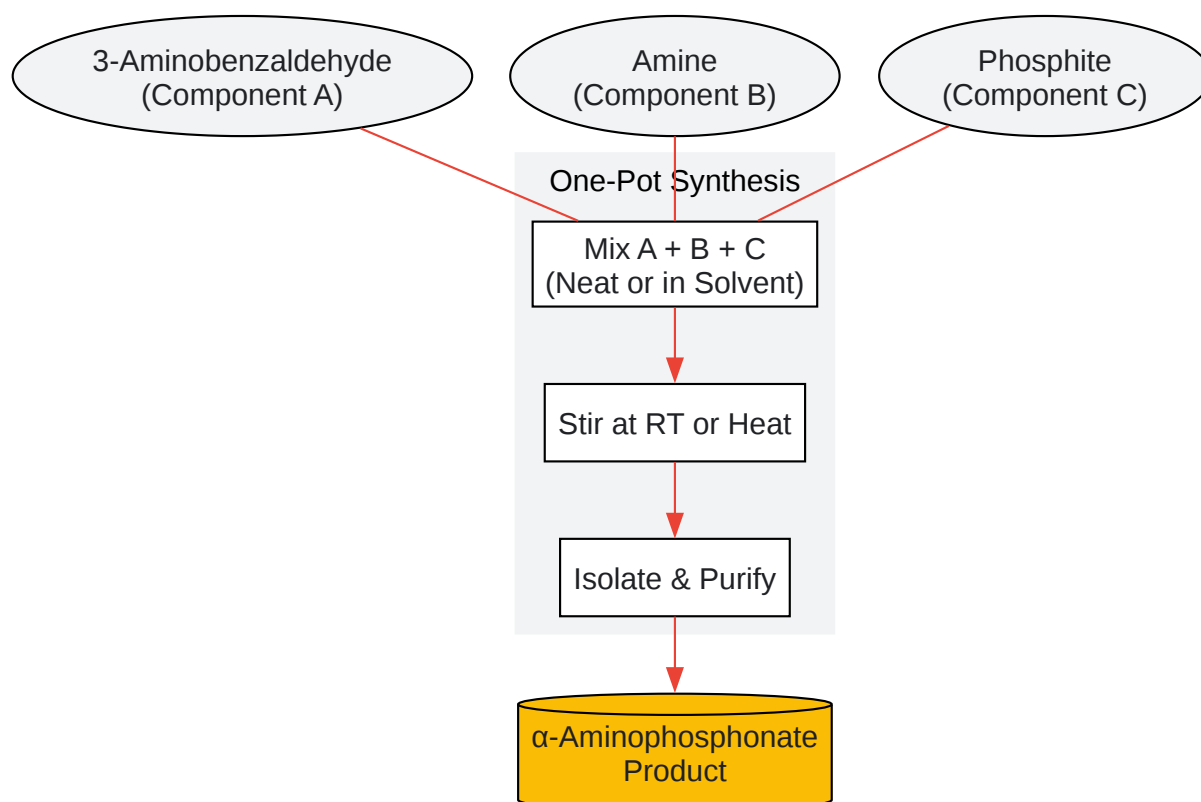 3-Aminobenzaldehyde
(Component A)
Amine
(Component B)
Phosphite
(Component C)
One-Pot Synthesis
Mix A + B + C
(Neat or in Solvent)
Stir at RT or Heat
Isolate & Purify
α-Aminophosphonate
Product